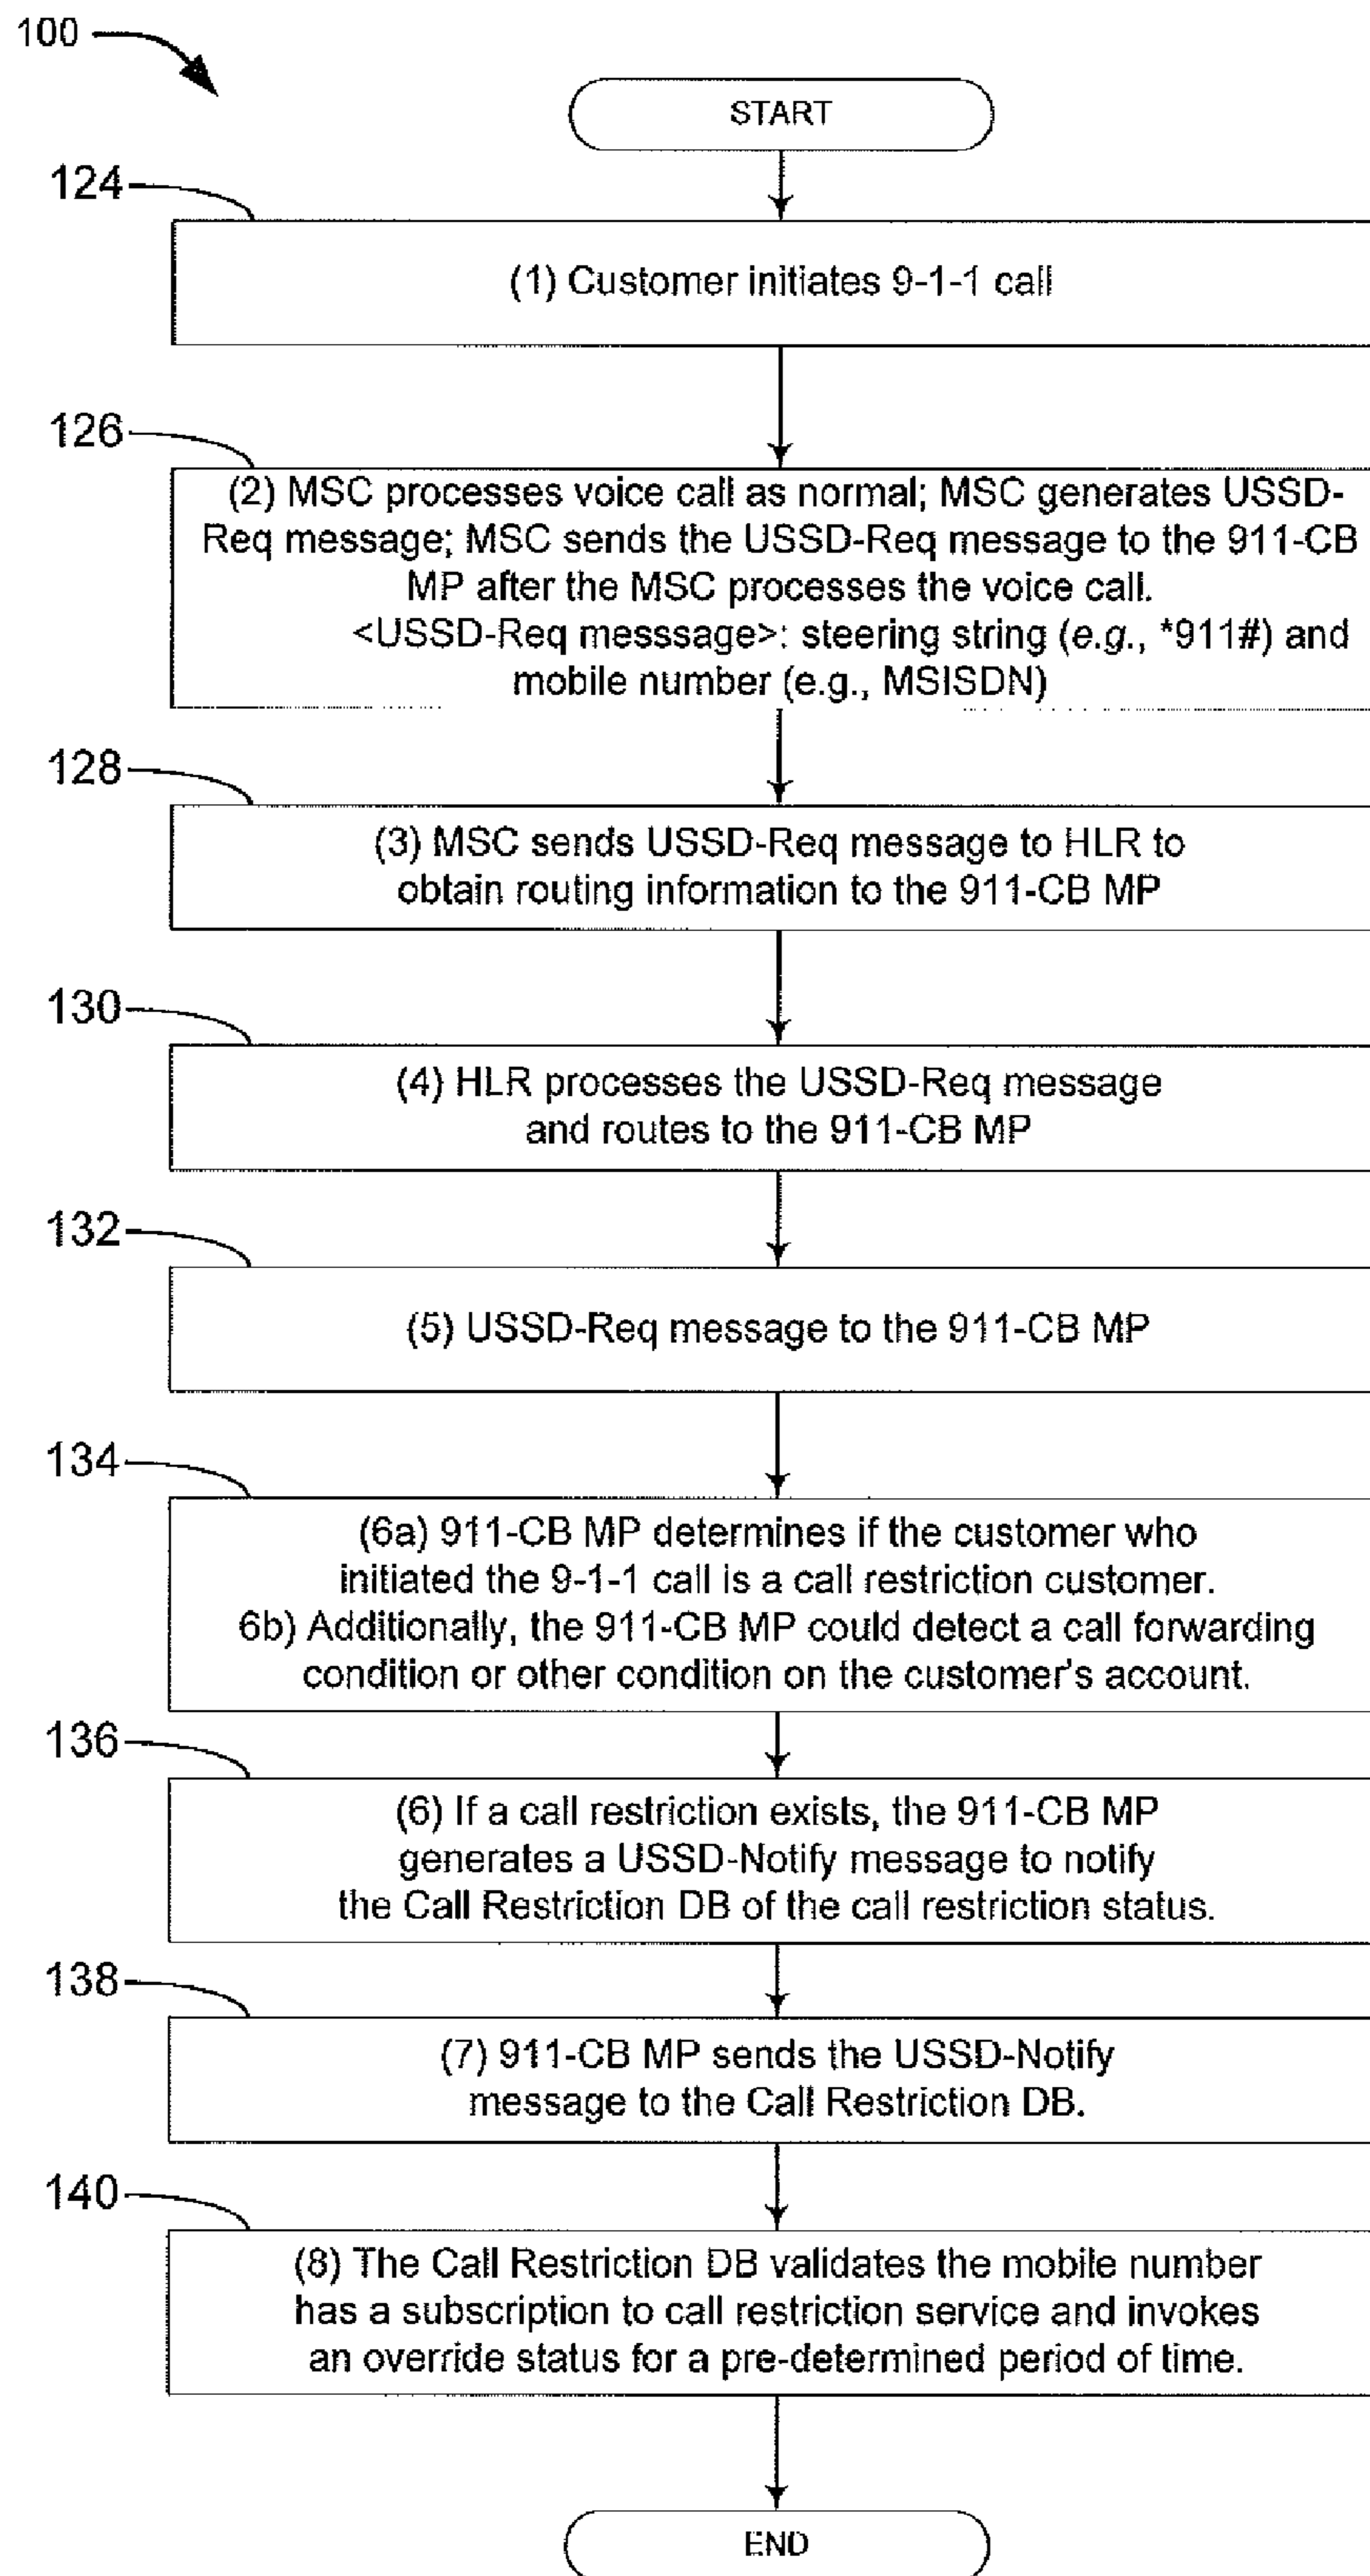 100
START
124
(1) Customer initiates 9-1-1 call
126
(2) MSC processes voice call as normal; MSC generates USSD-
Req message; MSC sends the USSD-Req message to the 911-CB
MP after the MSC processes the voice call.
<USSD-Req messsage>: steering string (e.g., *911#) and
mobile number (e.g., MSISDN)
128
(3) MSC sends USSD-Req message to HLR to
obtain routing information to the 911-CB MP
130
(4) HLR processes the USSD-Req message
and routes to the 911-CB MP
132
(5) USSD-Req message to the 911-CB MP
134
(6a) 911-CB MP determines if the customer who
initiated the 9-1-1 call is a call restriction customer.
6b) Additionally, the 911-CB MP could detect a call forwarding
condition or other condition on the customer's account.
136
(6) If a call restriction exists, the 911-CB MP
generates a USSD-Notify message to notify
the Call Restriction DB of the call restriction status.
138
(7) 911-CB MP sends the USSD-Notify
message to the Call Restriction DB.
140
(8) The Call Restriction DB validates the mobile number
has a subscription to call restriction service and invokes
an override status for a pre-determined period of time.
END